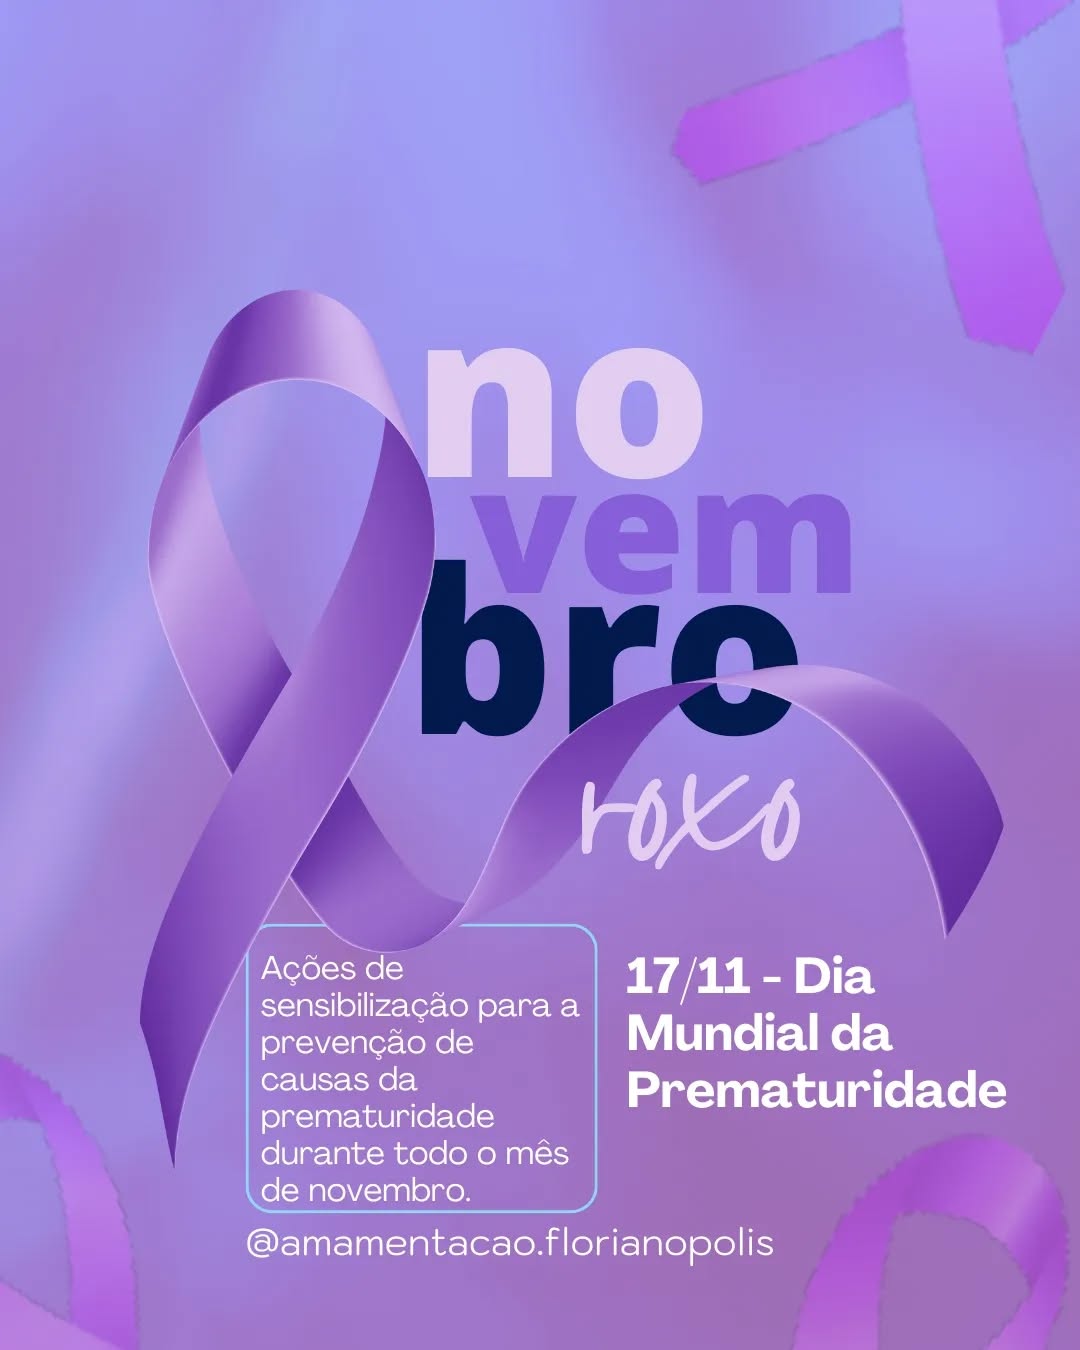 no
vem
bro
roxo
Ações de
sensibilização para a
prevenção de
causas da
prematuridade
durante todo o mês
de novembro.
17/11 - Dia
Mundial da
Prematuridade
@amamentacao.florianopolis